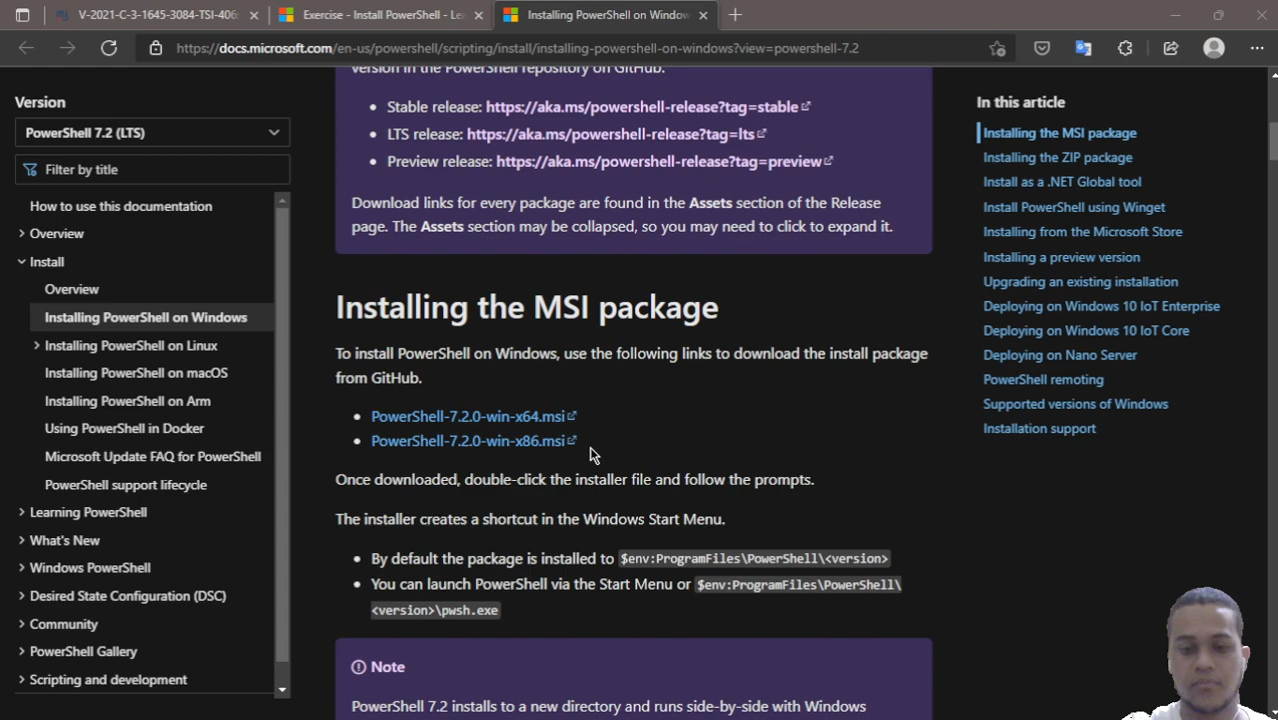 V-2021-C-3-1645-3084-TSI-406:
Exercise - Install PowerShell - Lea
Installing PowerShell on Window
https://docs.microsoft.com/en-us/powershell/scripting/install/installing-powershell-on-windows?view=powershell-7.2
Version
PowerShell 7.2 (LTS)
Filter by title
How to use this documentation
Overview
Install
Overview
Installing PowerShell on Windows
Installing PowerShell on Linux
Installing PowerShell on macOS
Installing PowerShell on Arm
Using PowerShell in Docker
Microsoft Update FAQ for PowerShell
PowerShell support lifecycle
Learning PowerShell
What's New
Windows PowerShell
Desired State Configuration (DSC)
Community
PowerShell Gallery
Scripting and development
version in the PowerShell repository on GitHub.
Stable release: https://aka.ms/powershell-release?tag=stable
LTS release: https://aka.ms/powershell-release?tag=lts
Preview release: https://aka.ms/powershell-release?tag=preview
Download links for every package are found in the Assets section of the Release
page. The Assets section may be collapsed, so you may need to click to expand it.
Installing the MSI package
To install PowerShell on Windows, use the following links to download the install package
from GitHub.
PowerShell-7.2.0-win-x64.msi
PowerShell-7.2.0-win-x86.msi
Once downloaded, double-click the installer file and follow the prompts.
The installer creates a shortcut in the Windows Start Menu.
By default the package is installed to $env:ProgramFiles\PowerShell\<version>
You can launch PowerShell via the Start Menu or $env:ProgramFiles\PowerShell\
<version>\pwsh.exe
Note
PowerShell 7.2 installs to a new directory and runs side-by-side with Windows
In this article
Installing the MSI package
Installing the ZIP package
Install as a .NET Global tool
Install PowerShell using Winget
Installing from the Microsoft Store
Installing a preview version
Upgrading an existing installation
Deploying on Windows 10 IoT Enterprise
Deploying on Windows 10 IoT Core
Deploying on Nano Server
PowerShell remoting
Supported versions of Windows
Installation support